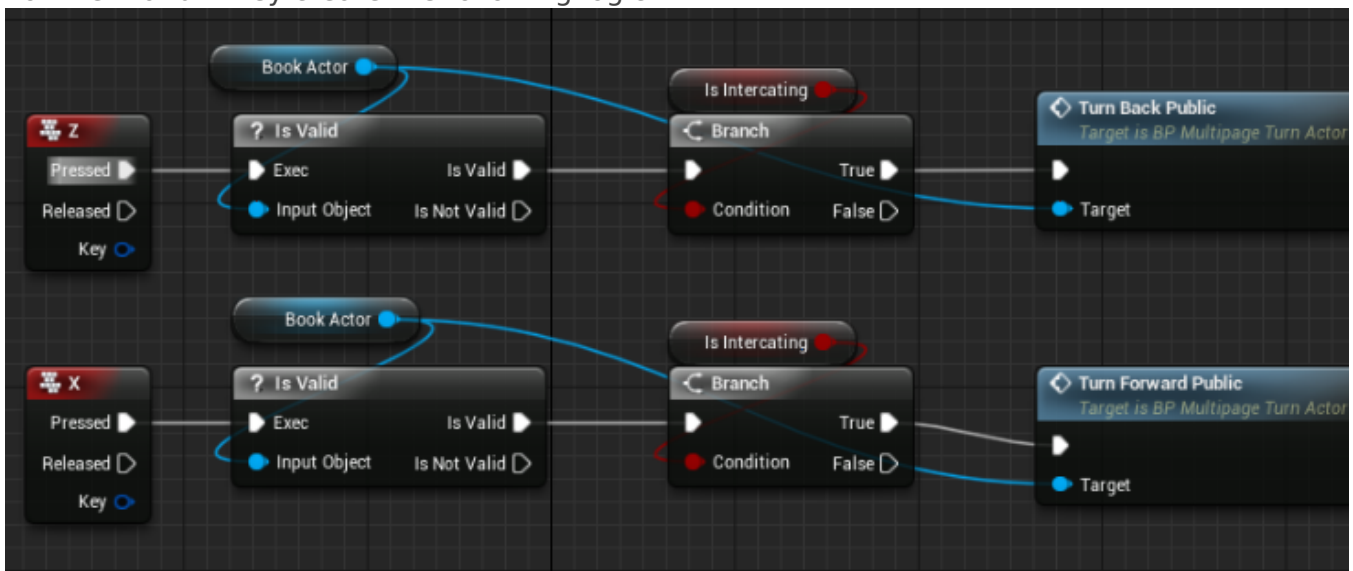 Book Actor
Is Intercating
Turn Back Public
Target is BP Multipage Turn Actor
Z
? Is Valid
Branch
Pressed
Exec
Is Valid
True
Released
Input Object
Is Not Valid
Condition
False
Target
Key
Book Actor
Is Intercating
X
? Is Valid
Branch
Turn Forward Public
Target is BP Multipage Turn Actor
Pressed
Exec
Is Valid
True
Released
Input Object
Is Not Valid
Condition
False
Target
Key